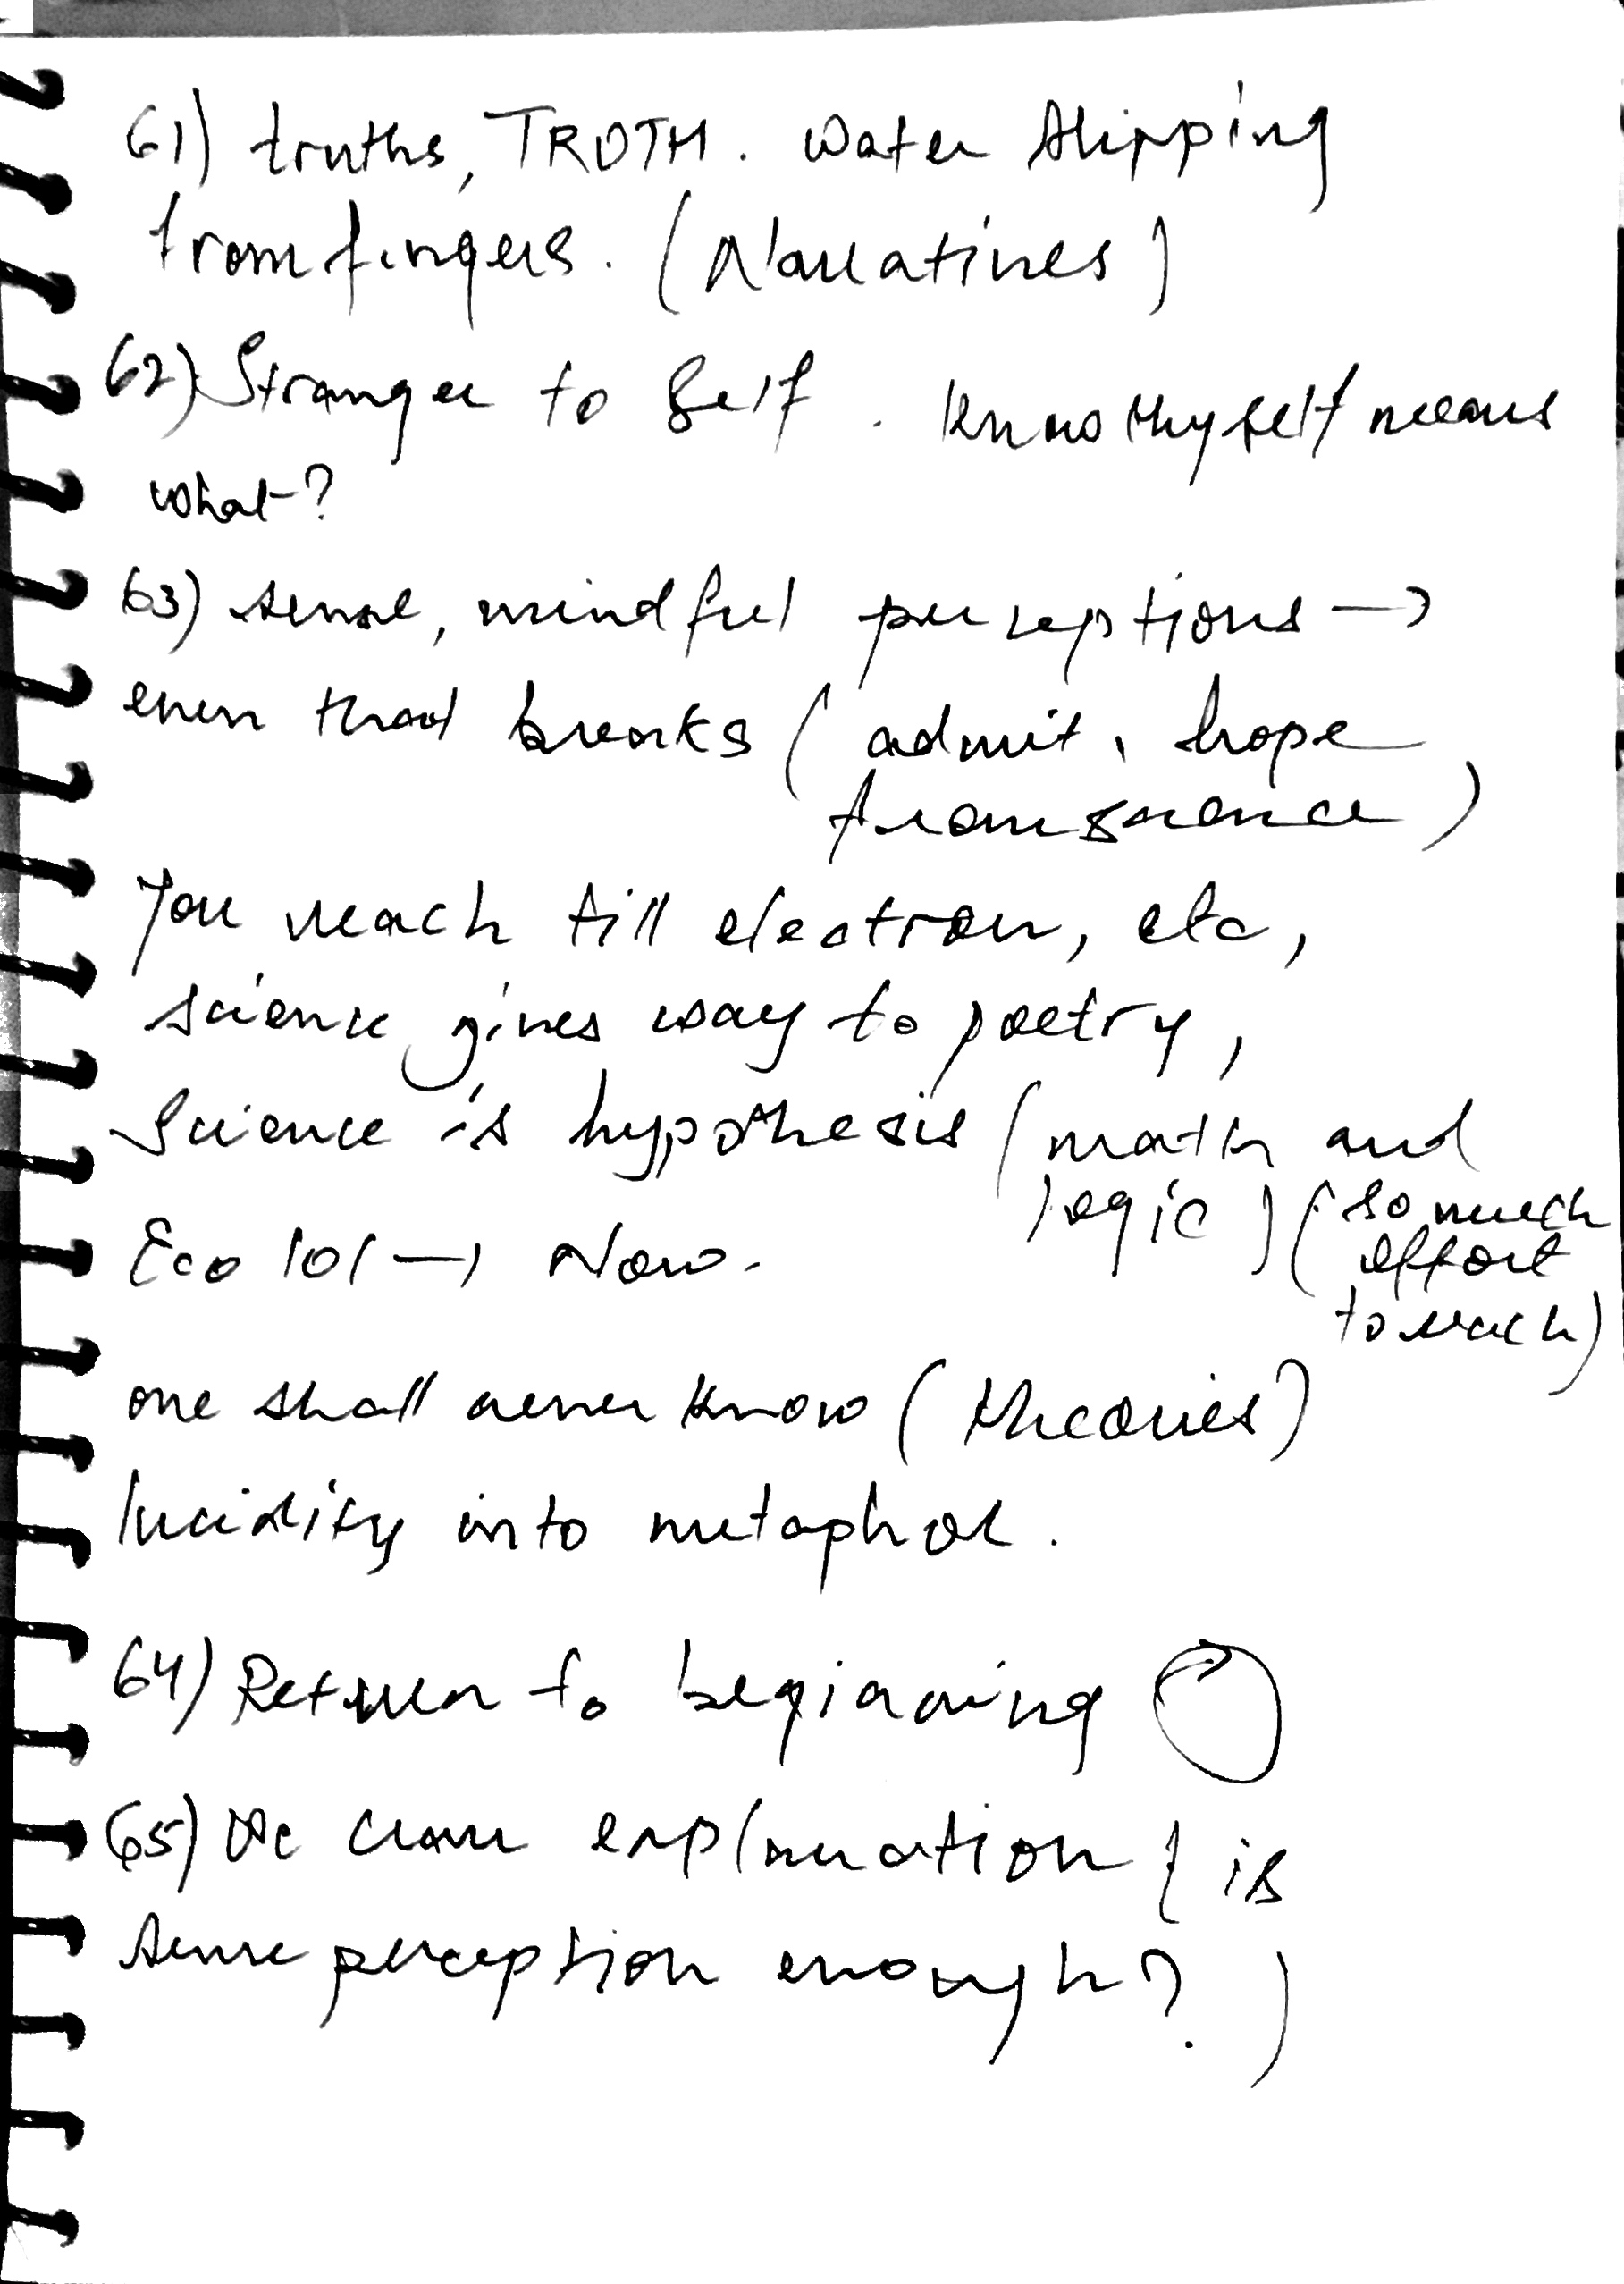 61) truths, TRUTH. Water slipping
from fingers. (Narratives)
62) Stranger to Self. Know thyself means
what?
63) sense, mindful perceptions →
even that breaks (admit, hope
from science)
You reach till electron, etc,
science gives way to poetry,
Science is hypothesis (math and
logic) (so much
effort
to reach)
Eco 101 → Now.
one shall never know (theories)
lucidity into metaphor.
64) Return to beginning
65) We crave explanation (is
sense perception enough?)